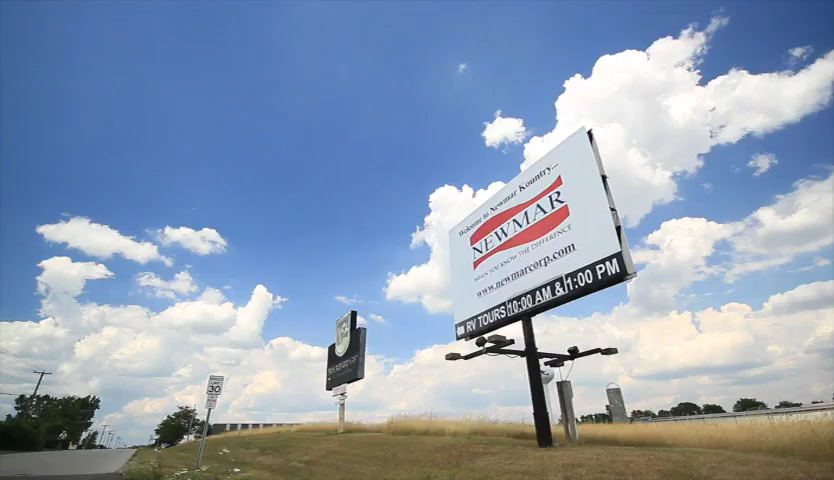 Welcome to Newmar Kountry...
NEWMAR
WHEN YOU KNOW THE DIFFERENCE
www.newmarcorp.com
RV TOURS 10:00 AM & 1:00 PM
SPEED
LIMIT
30